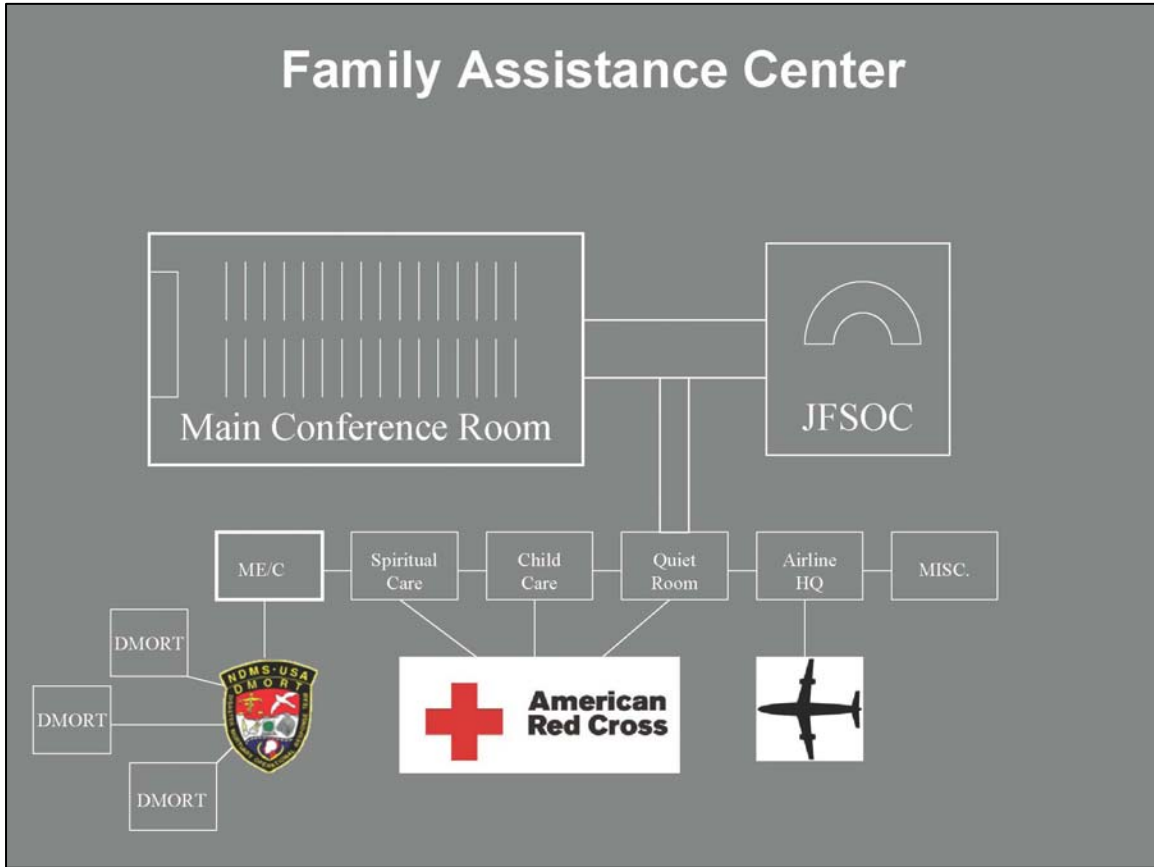 Family Assistance Center
Main Conference Room
JFSOC
ME/C
Spiritual
Care
Child
Care
Quiet
Room
Airline
HQ
MISC.
DMORT
DMORT
DMORT
NDMS·USA
DMORT
American
Red Cross